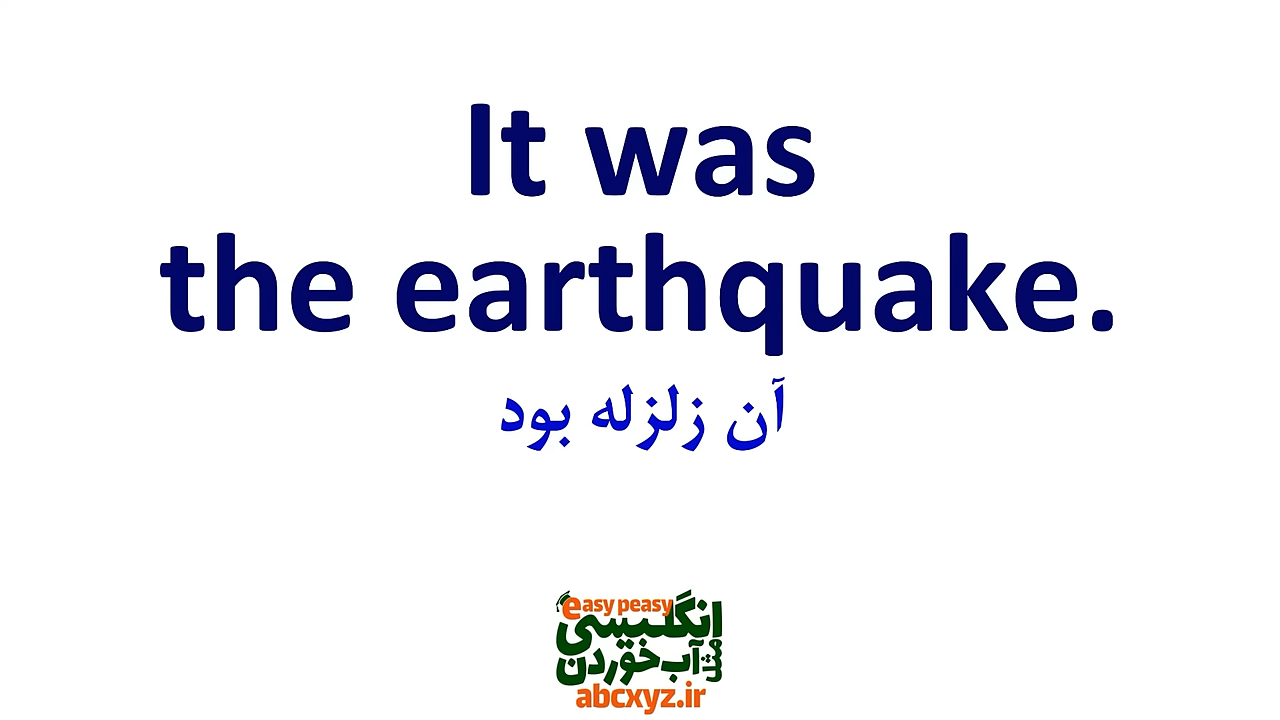 It was
the earthquake.
آن زلزله بود
easy peasy
انگلیسی
مثل آب خوردن
abcxyz.ir